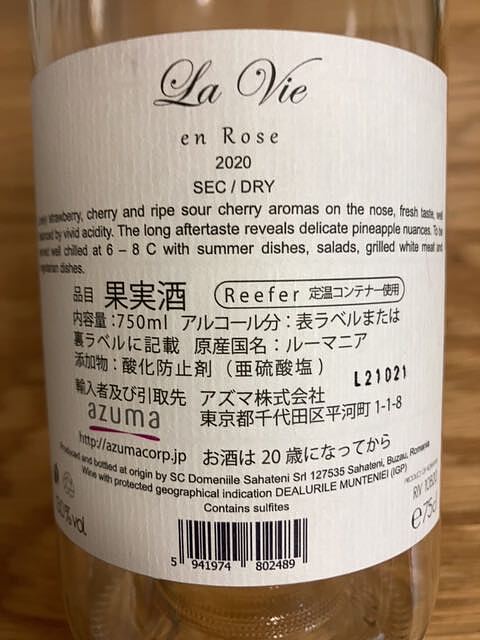 La Vie
en Rose
2020
SEC / DRY
strawberry, cherry and ripe sour cherry aromas on the nose, fresh taste, well
by vivid acidity. The long aftertaste reveals delicate pineapple nuances. To be
well chilled at 6 – 8 C with summer dishes, salads, grilled white meat and
dishes.
品目 果実酒 Reefer 定温コンテナー使用
内容量:750ml アルコール分:表ラベルまたは
裏ラベルに記載 原産国名:ルーマニア
添加物:酸化防止剤(亜硫酸塩)
L21021
輸入者及び引取先 アズマ株式会社
azuma 東京都千代田区平河町 1-1-8
http://azumacorp.jp お酒は 20 歳になってから
Produced and bottled at origin by SC Domeniile Sahateni Srl 127535 Sahateni, Buzau, Romania
Wine with protected geographical indication DEALURILE MUNTENIEI (IGP)
Contains sulfites
% vol.
e 75cl
5 941974 802489